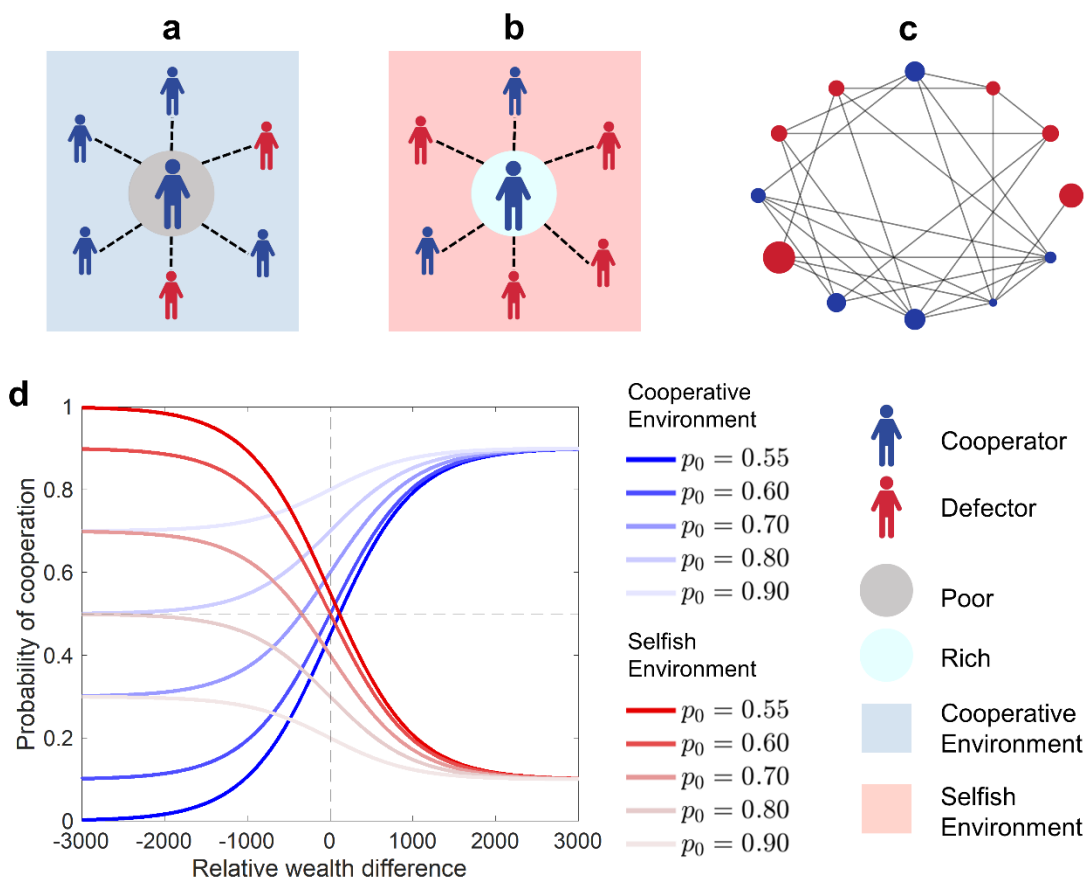 a
b
c
d
1
0.8
0.6
0.4
0.2
0
Probability of cooperation
-3000
-2000
-1000
0
1000
2000
3000
Relative wealth difference
Cooperative
Environment
p₀ = 0.55
p₀ = 0.60
p₀ = 0.70
p₀ = 0.80
p₀ = 0.90
Selfish
Environment
p₀ = 0.55
p₀ = 0.60
p₀ = 0.70
p₀ = 0.80
p₀ = 0.90
Cooperator
Defector
Poor
Rich
Cooperative
Environment
Selfish
Environment